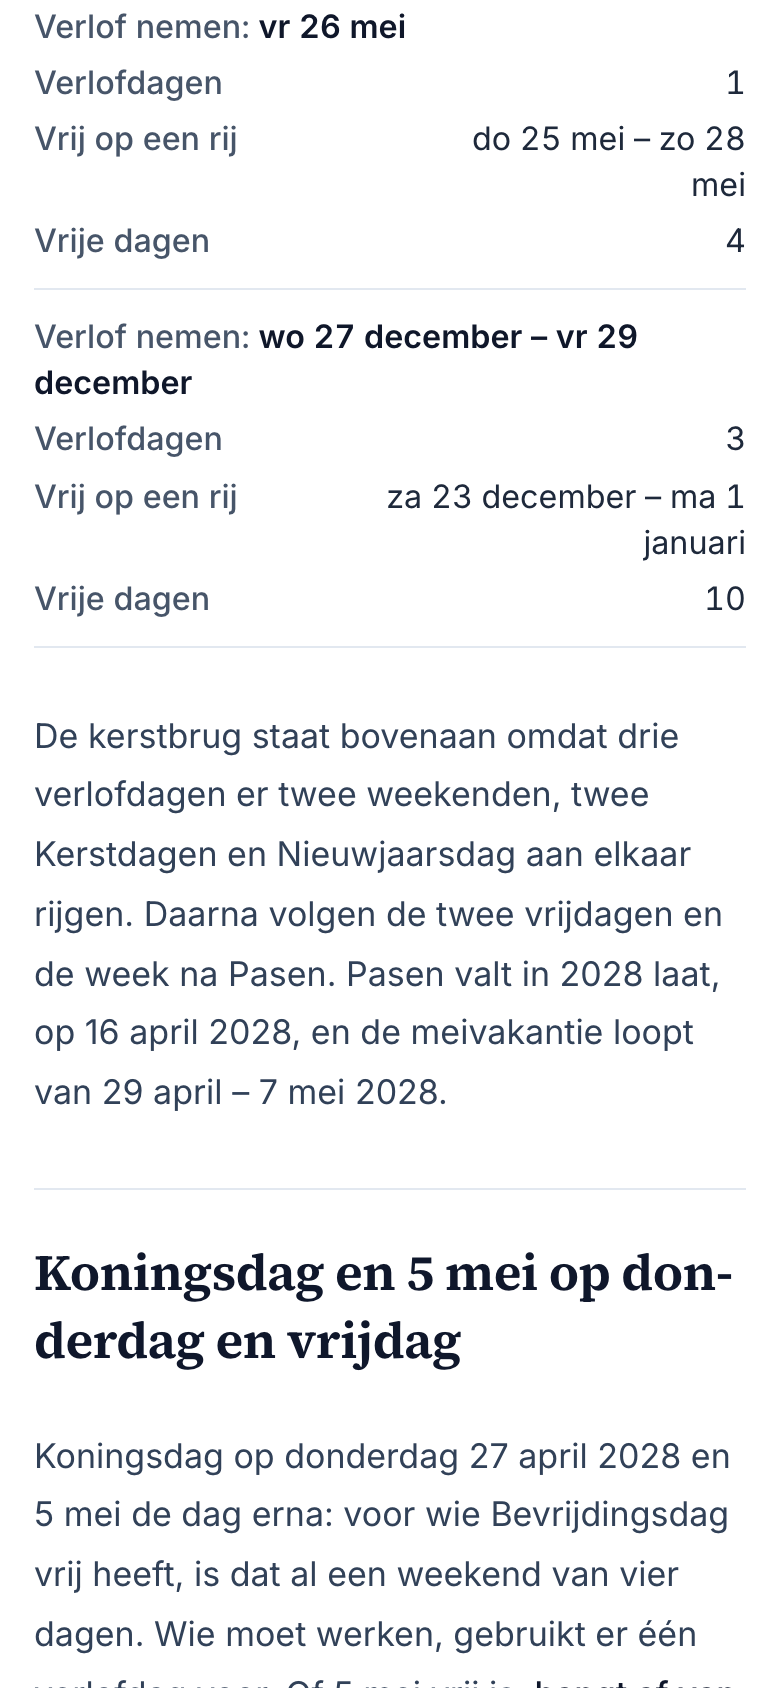 Verlof nemen: vr 26 mei
Verlofdagen 1
Vrij op een rij do 25 mei – zo 28
mei
Vrije dagen 4
Verlof nemen: wo 27 december – vr 29
december
Verlofdagen 3
Vrij op een rij za 23 december – ma 1
januari
Vrije dagen 10
De kerstbrug staat bovenaan omdat drie
verlofdagen er twee weekenden, twee
Kerstdagen en Nieuwjaarsdag aan elkaar
rijgen. Daarna volgen de twee vrijdagen en
de week na Pasen. Pasen valt in 2028 laat,
op 16 april 2028, en de meivakantie loopt
van 29 april – 7 mei 2028.
Koningsdag en 5 mei op don-
derdag en vrijdag
Koningsdag op donderdag 27 april 2028 en
5 mei de dag erna: voor wie Bevrijdingsdag
vrij heeft, is dat al een weekend van vier
dagen. Wie moet werken, gebruikt er één